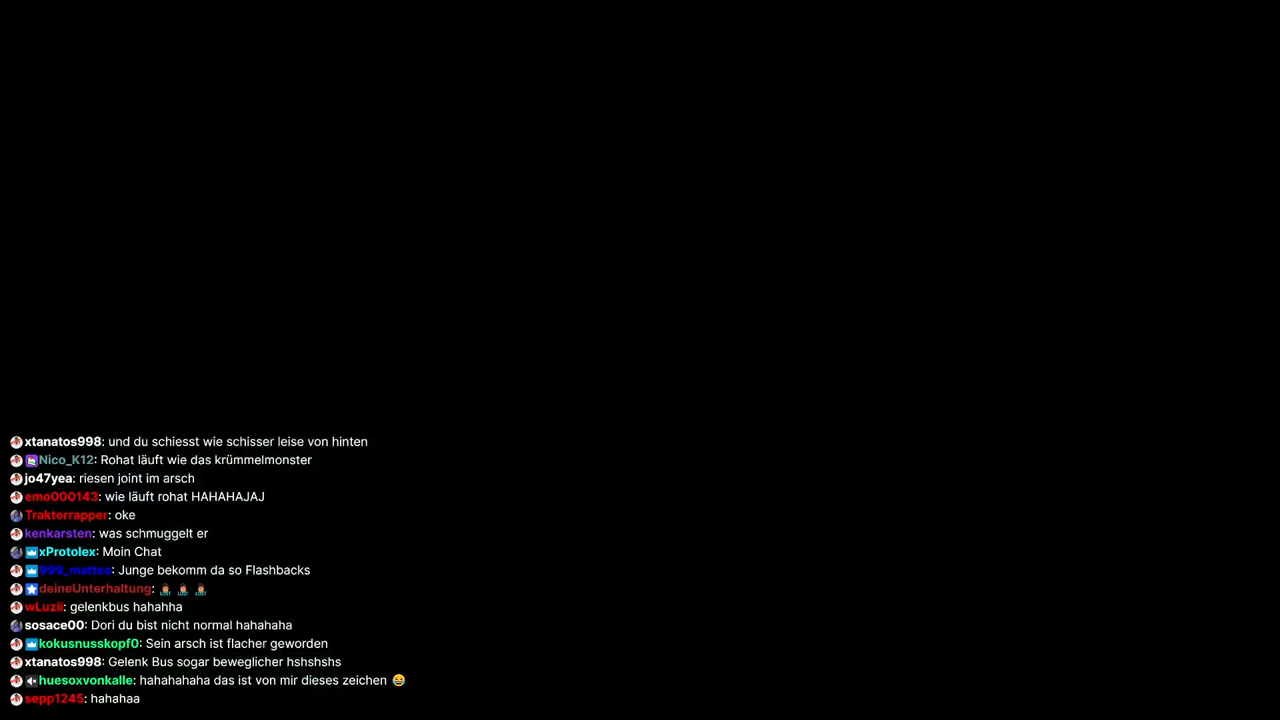 xtanatos998: und du schiesst wie schisser leise von hinten
Nico_K12: Rohat läuft wie das krümmelmonster
jo47yea: riesen joint im arsch
emo000143: wie läuft rohat HAHAHAJAJ
Traktorrapper: oke
kenkarsten: was schmuggelt er
xProtolex: Moin Chat
999_matteo: Junge bekomm da so Flashbacks
deineUnterhaltung:
wLuzii: gelenkbus hahahha
sosace00: Dori du bist nicht normal hahahaha
kokusnusskopf0: Sein arsch ist flacher geworden
xtanatos998: Gelenk Bus sogar beweglicher hshshshs
huesoxvonkalle: hahahahaha das ist von mir dieses zeichen 😂
sepp1245: hahahaa